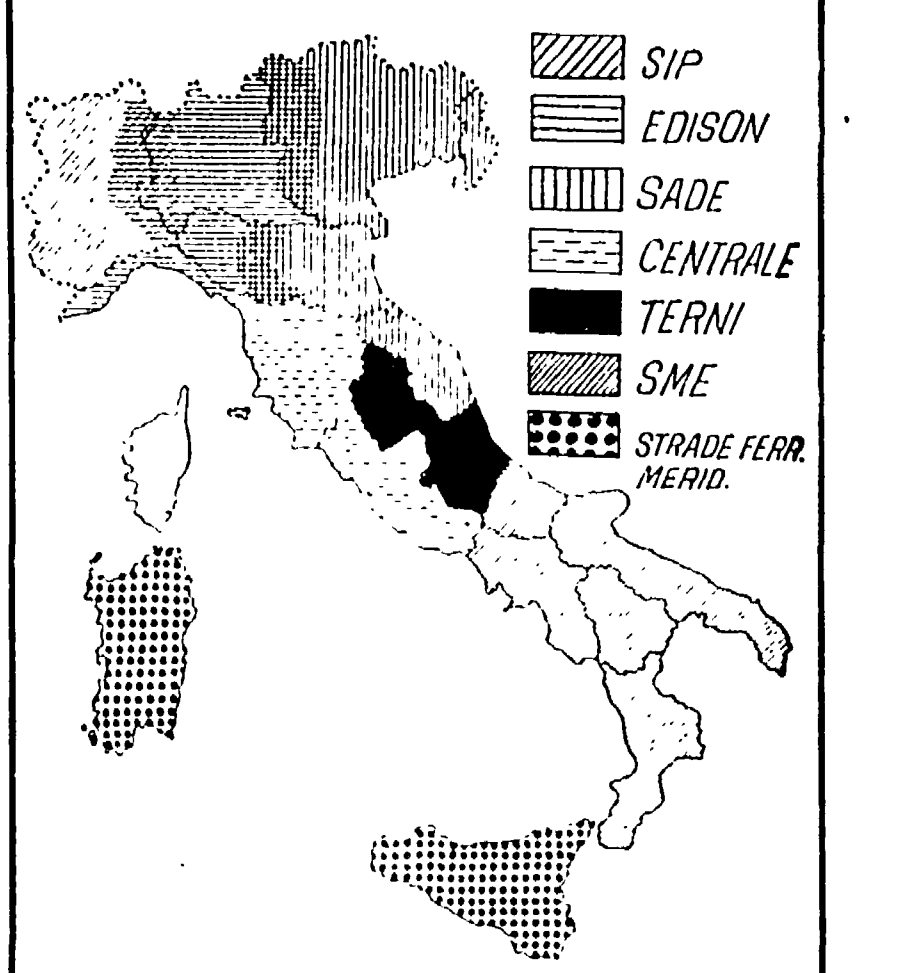 SIP
EDISON
SADE
CENTRALE
TERNI
SME
STRADE FERR.
MERID.